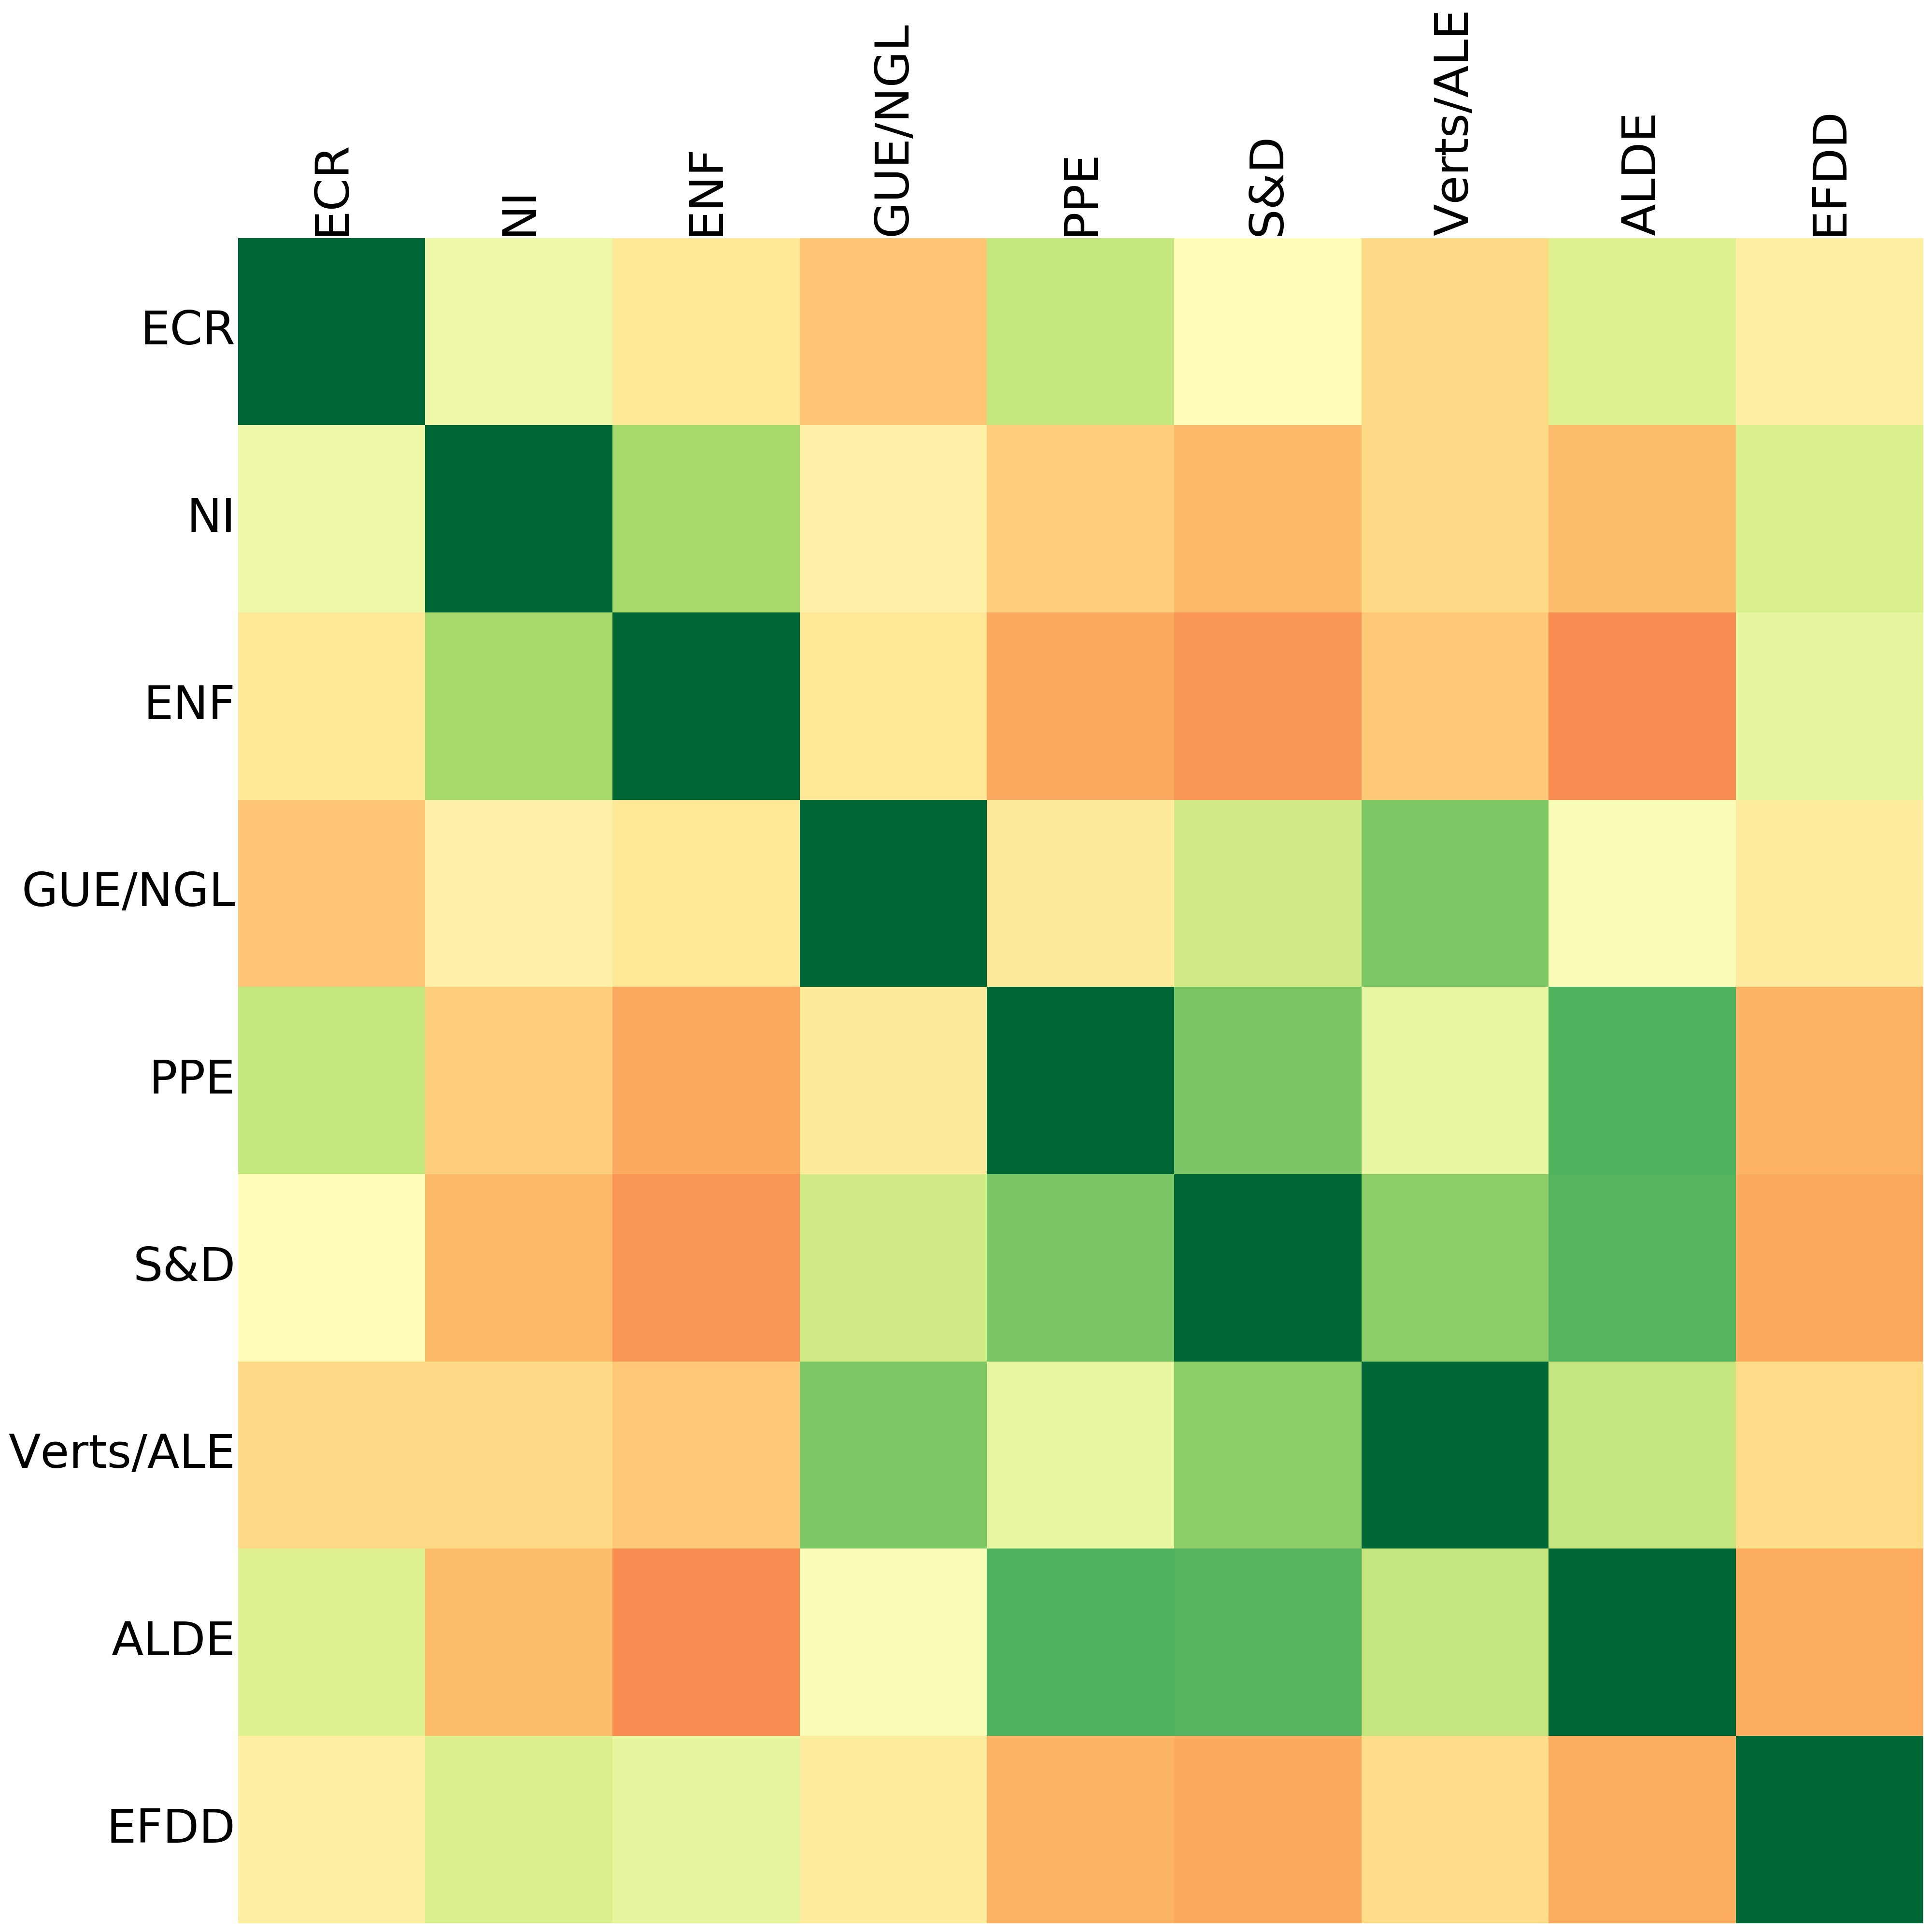 ECR NI ENF GUE/NGL PPE S&D Verts/ALE ALDE EFDD
ECR
NI
ENF
GUE/NGL
PPE
S&D
Verts/ALE
ALDE
EFDD